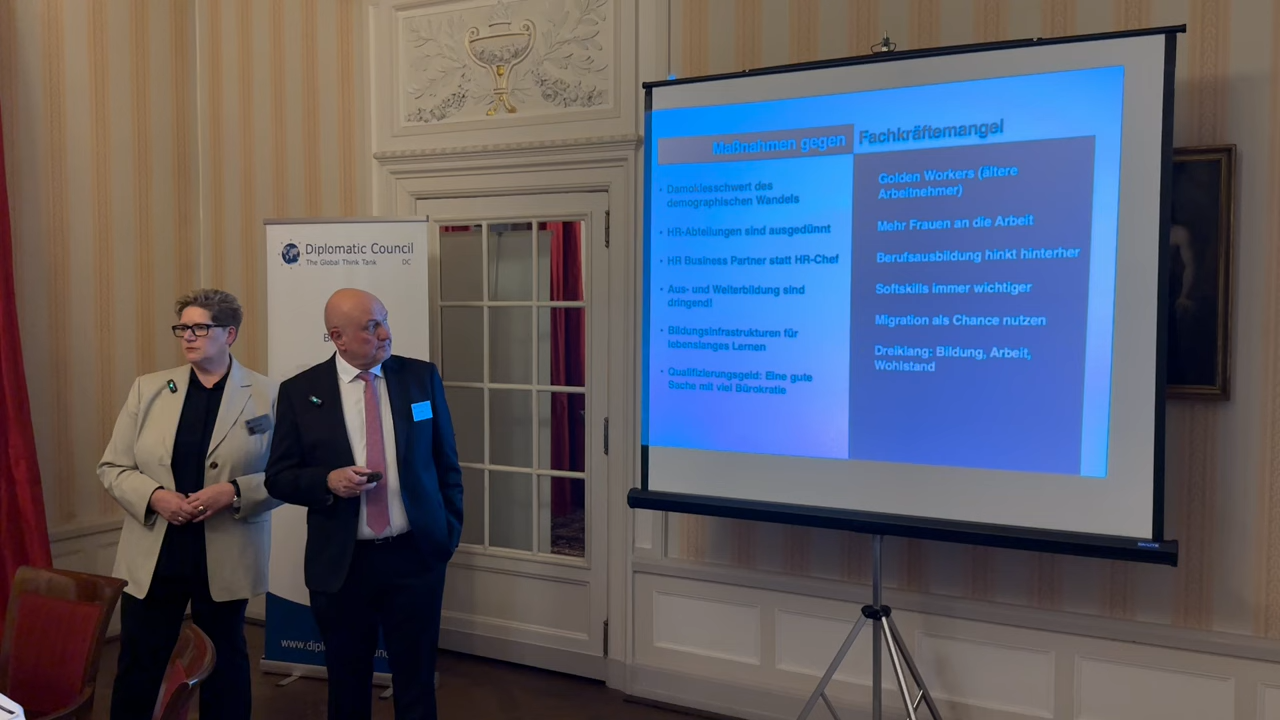 Diplomatic Council
The Global Think Tank DC
B
www.dipl
Maßnahmen gegen Fachkräftemangel
• Damoklesschwert des
demographischen Wandels
• HR-Abteilungen sind ausgedünnt
• HR Business Partner statt HR-Chef
• Aus- und Weiterbildung sind
dringend!
• Bildungsinfrastrukturen für
lebenslanges Lernen
• Qualifizierungsgeld: Eine gute
Sache mit viel Bürokratie
Golden Workers (ältere
Arbeitnehmer)
Mehr Frauen an die Arbeit
Berufsausbildung hinkt hinterher
Softskills immer wichtiger
Migration als Chance nutzen
Dreiklang: Bildung, Arbeit,
Wohlstand